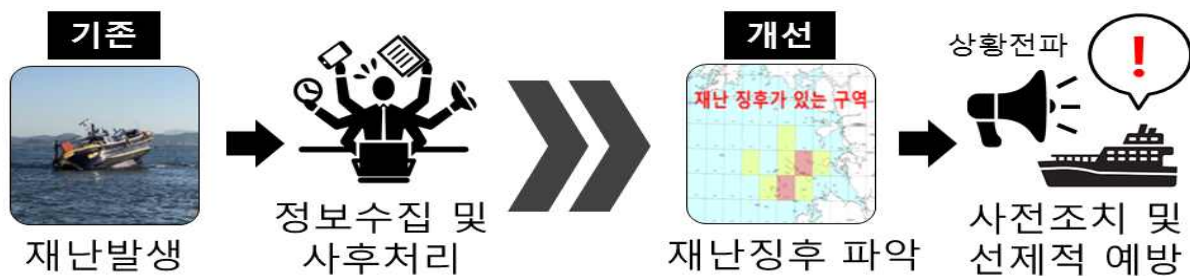 기존
재난발생
정보수집 및
사후처리
개선
재난 징후가 있는 구역
재난징후 파악
상황전파
!
사전조치 및
선제적 예방